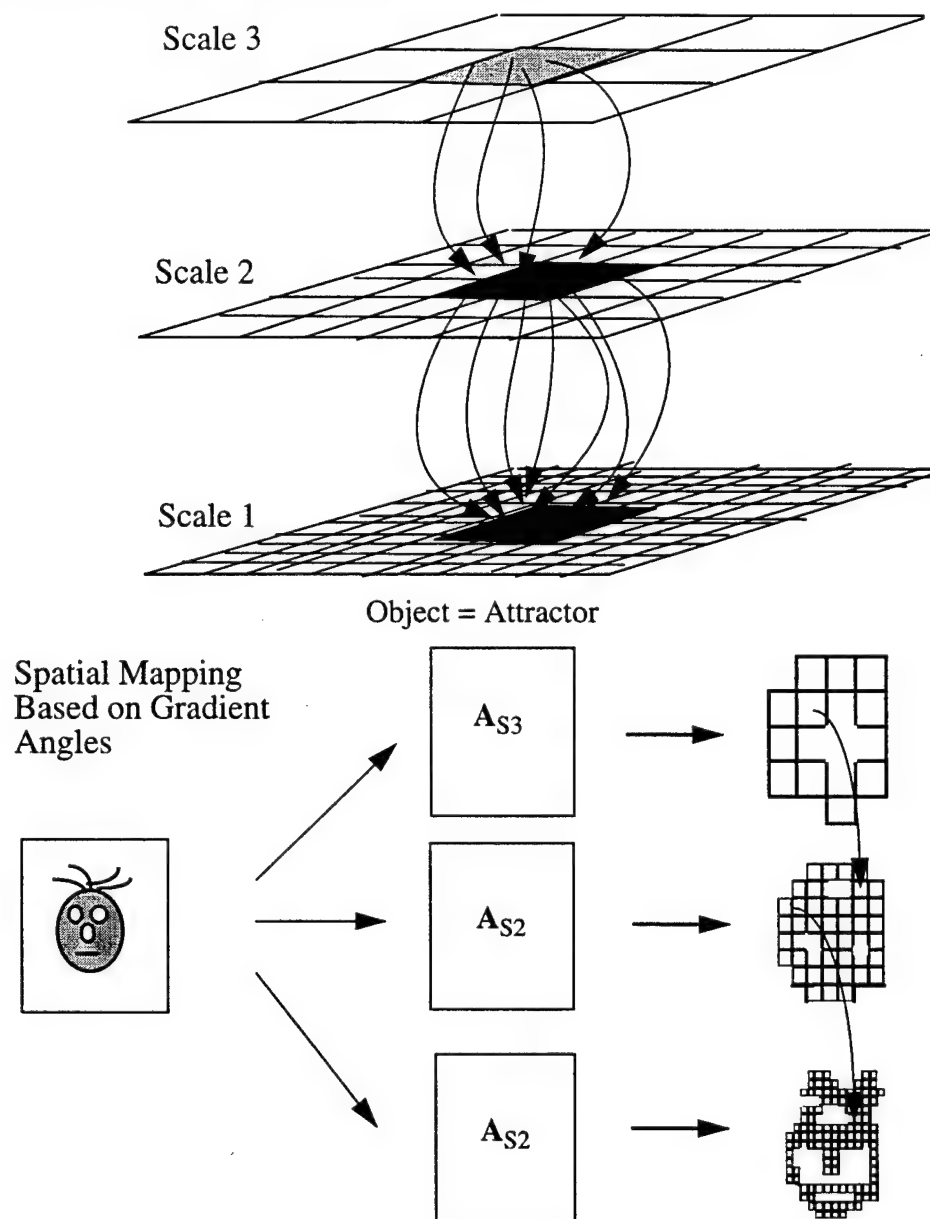 Scale 3
Scale 2
Scale 1
Object = Attractor
Spatial Mapping
Based on Gradient
Angles
A_S3
A_S2
A_S2